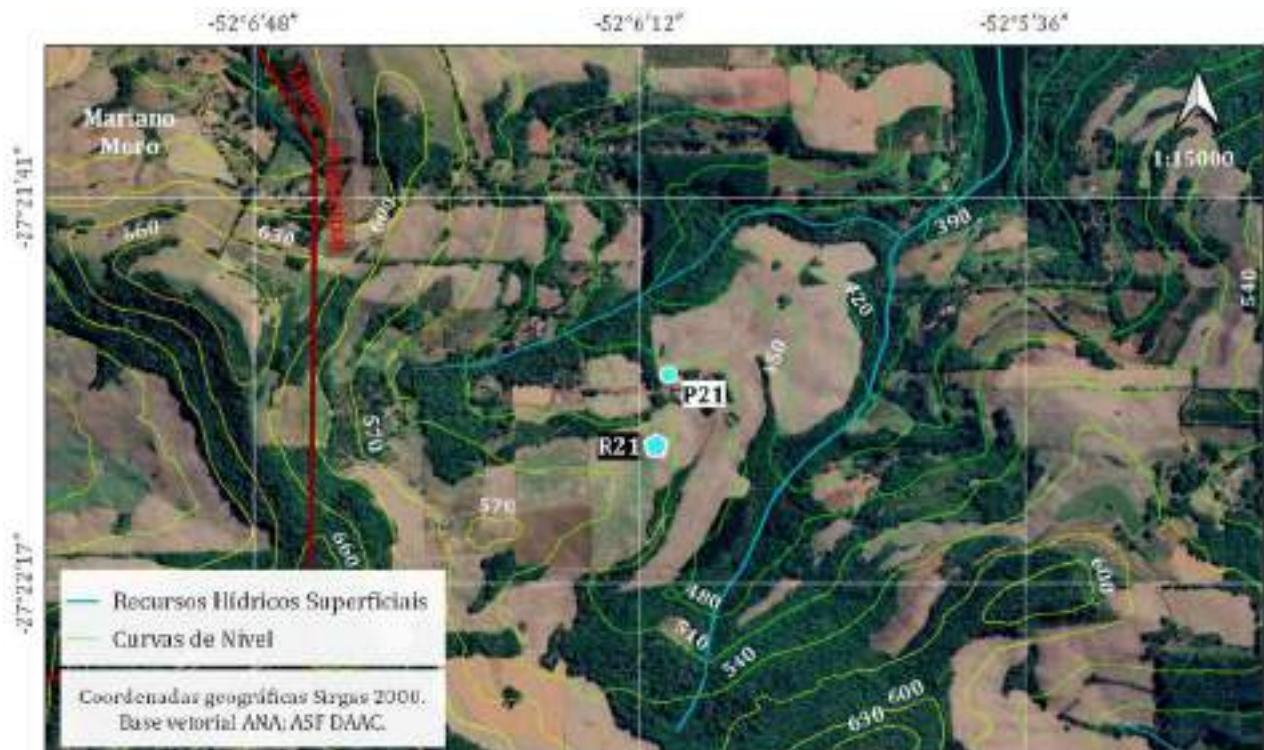 -52°6'48"
-52°6'12"
-52°5'36"
Mariano
Moro
1:15000
-27°21'41"
660
630
600
390
540
420
450
P21
R21
570
570
-27°22'17"
660
600
480
510
540
600
630
Recursos Hídricos Superficiais
Curvas de Nível
Coordenadas geográficas Sirgas 2000.
Base vetorial ANA; ASF DAAC.